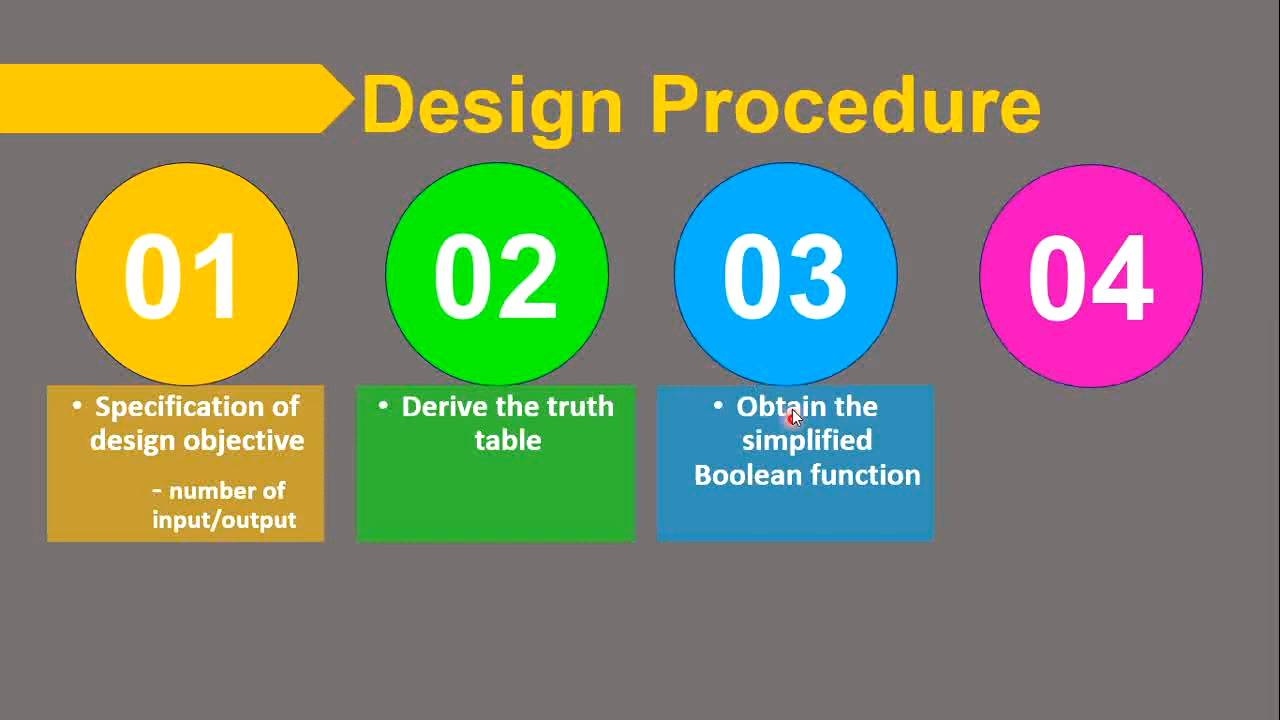 Design Procedure
01
02
03
04
• Specification of
design objective
- number of
input/output
• Derive the truth
table
• Obtain the
simplified
Boolean function